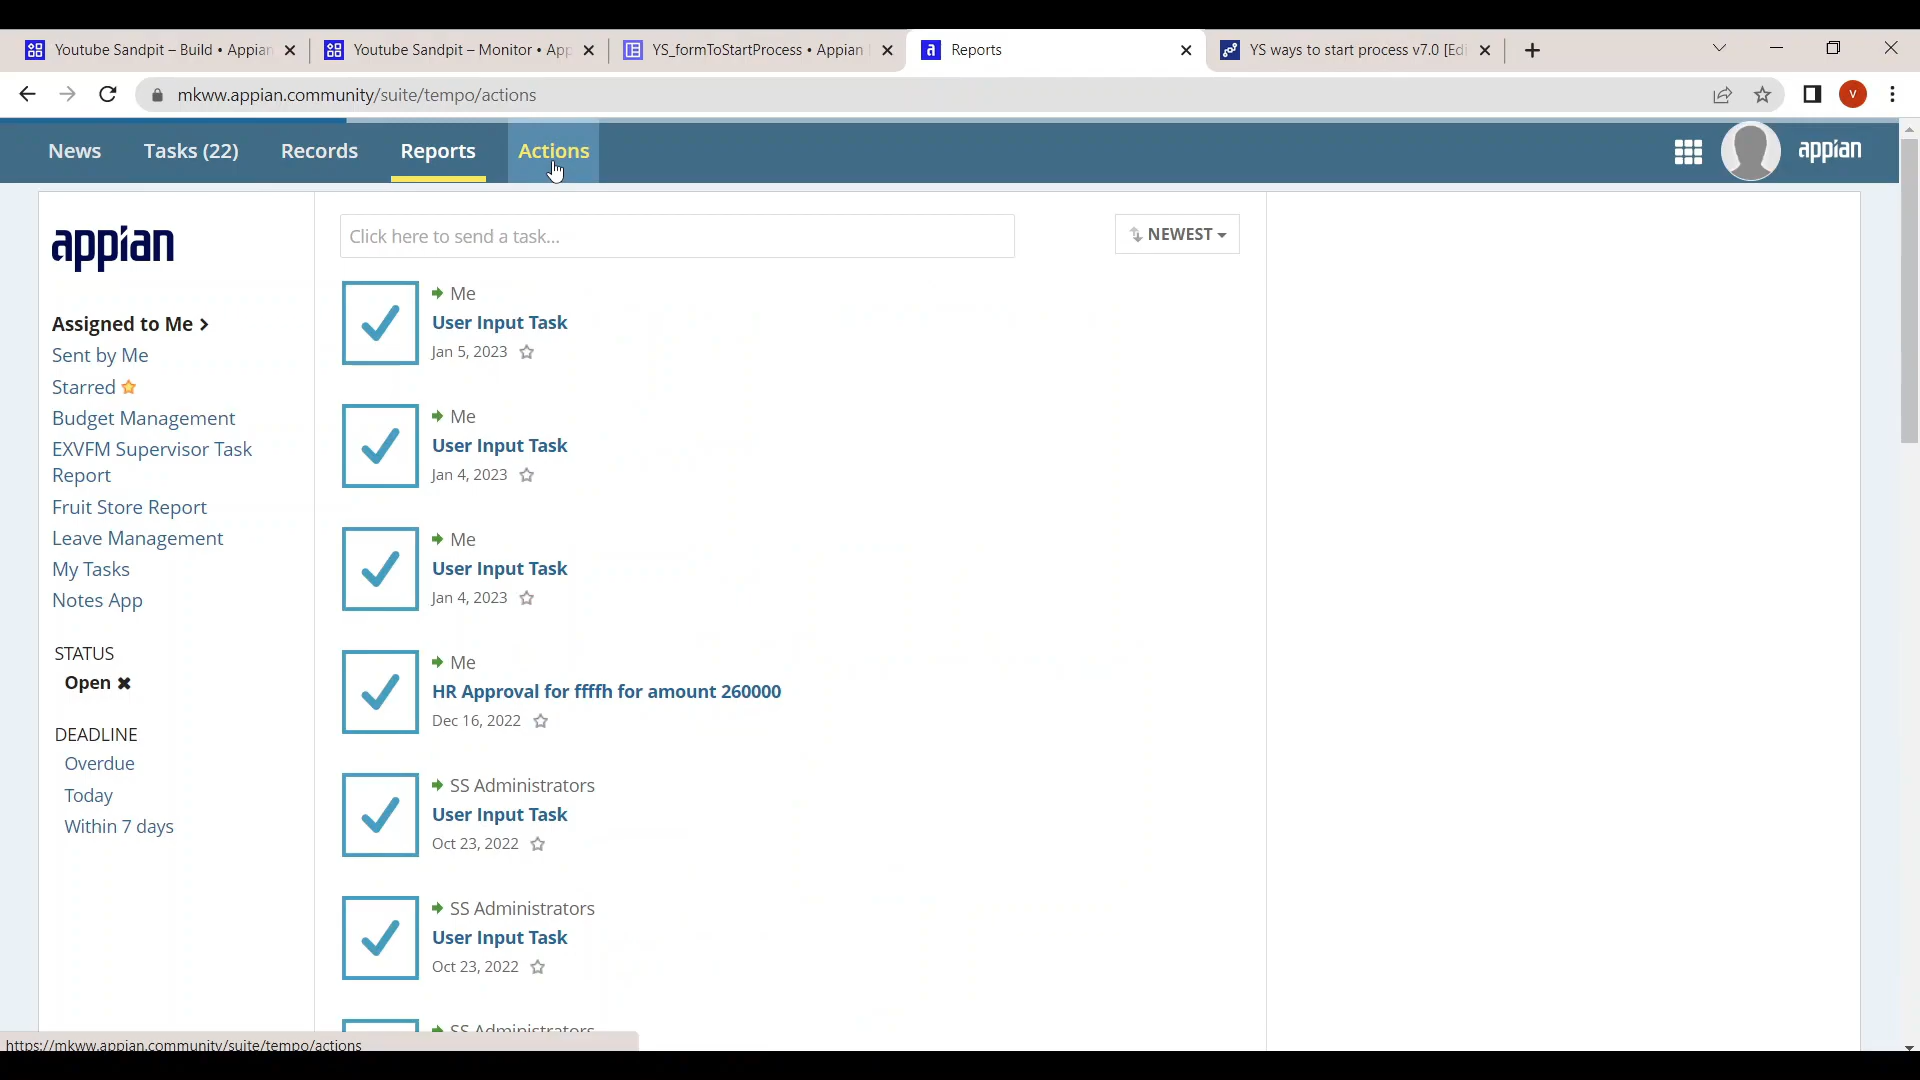 Youtube Sandpit – Build • Appian
Youtube Sandpit – Monitor • App
YS_formToStartProcess • Appian
Reports
YS ways to start process v7.0 [Edi
mkww.appian.community/suite/tempo/actions
V
News
Tasks (22)
Records
Reports
Actions
appian
appian
Click here to send a task...
NEWEST
Assigned to Me
Sent by Me
Starred
Budget Management
EXVFM Supervisor Task
Report
Fruit Store Report
Leave Management
My Tasks
Notes App
STATUS
Open
DEADLINE
Overdue
Today
Within 7 days
Me
User Input Task
Jan 5, 2023
Me
User Input Task
Jan 4, 2023
Me
User Input Task
Jan 4, 2023
Me
HR Approval for ffffh for amount 260000
Dec 16, 2022
SS Administrators
User Input Task
Oct 23, 2022
SS Administrators
User Input Task
Oct 23, 2022
SS Administrators
https://mkww.appian.community/suite/tempo/actions